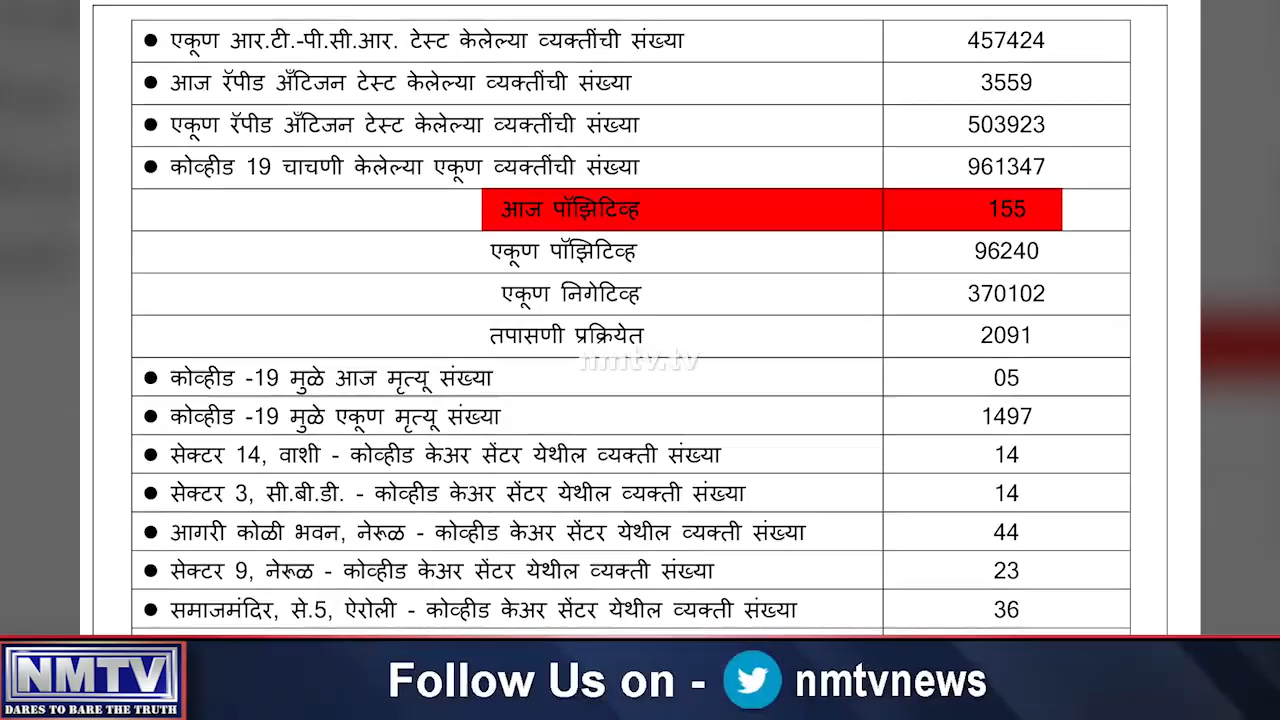 ● एकूण आर.टी.-पी.सी.आर. टेस्ट केलेल्या व्यक्तींची संख्या 457424
● आज रॅपीड अँटिजन टेस्ट केलेल्या व्यक्तींची संख्या 3559
● एकूण रॅपीड अँटिजन टेस्ट केलेल्या व्यक्तींची संख्या 503923
● कोव्हीड 19 चाचणी केलेल्या एकूण व्यक्तींची संख्या 961347
आज पॉझिटिव्ह 155
एकूण पॉझिटिव्ह 96240
एकूण निगेटिव्ह 370102
तपासणी प्रक्रियेत 2091
nmtv.tv
● कोव्हीड -19 मुळे आज मृत्यू संख्या 05
● कोव्हीड -19 मुळे एकूण मृत्यू संख्या 1497
● सेक्टर 14, वाशी - कोव्हीड केअर सेंटर येथील व्यक्ती संख्या 14
● सेक्टर 3, सी.बी.डी. - कोव्हीड केअर सेंटर येथील व्यक्ती संख्या 14
● आगरी कोळी भवन, नेरूळ - कोव्हीड केअर सेंटर येथील व्यक्ती संख्या 44
● सेक्टर 9, नेरूळ - कोव्हीड केअर सेंटर येथील व्यक्ती संख्या 23
● समाजमंदिर, से.5, ऐरोली - कोव्हीड केअर सेंटर येथील व्यक्ती संख्या 36
NMTV
DARES TO BARE THE TRUTH
Follow Us on - nmtvnews